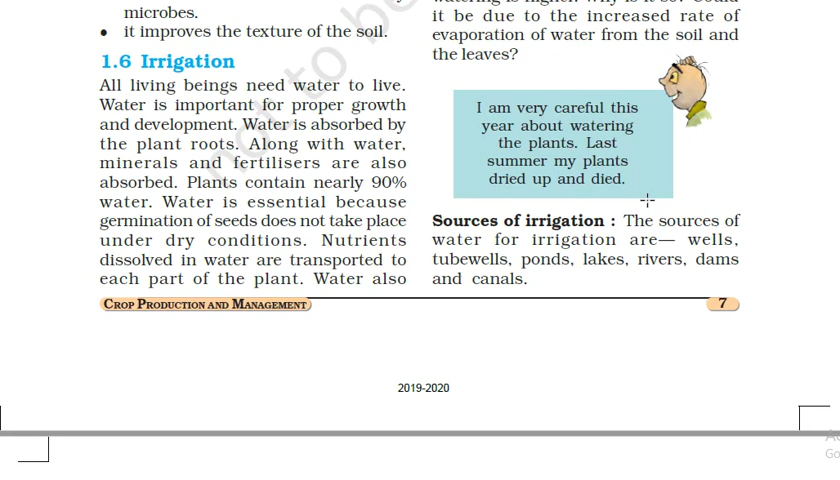 microbes.
• it improves the texture of the soil.
1.6 Irrigation
All living beings need water to live.
Water is important for proper growth
and development. Water is absorbed by
the plant roots. Along with water,
minerals and fertilisers are also
absorbed. Plants contain nearly 90%
water. Water is essential because
germination of seeds does not take place
under dry conditions. Nutrients
dissolved in water are transported to
each part of the plant. Water also
it be due to the increased rate of
evaporation of water from the soil and
the leaves?
I am very careful this
year about watering
the plants. Last
summer my plants
dried up and died.
Sources of irrigation : The sources of
water for irrigation are— wells,
tubewells, ponds, lakes, rivers, dams
and canals.
CROP PRODUCTION AND MANAGEMENT
7
2019-2020
not to be